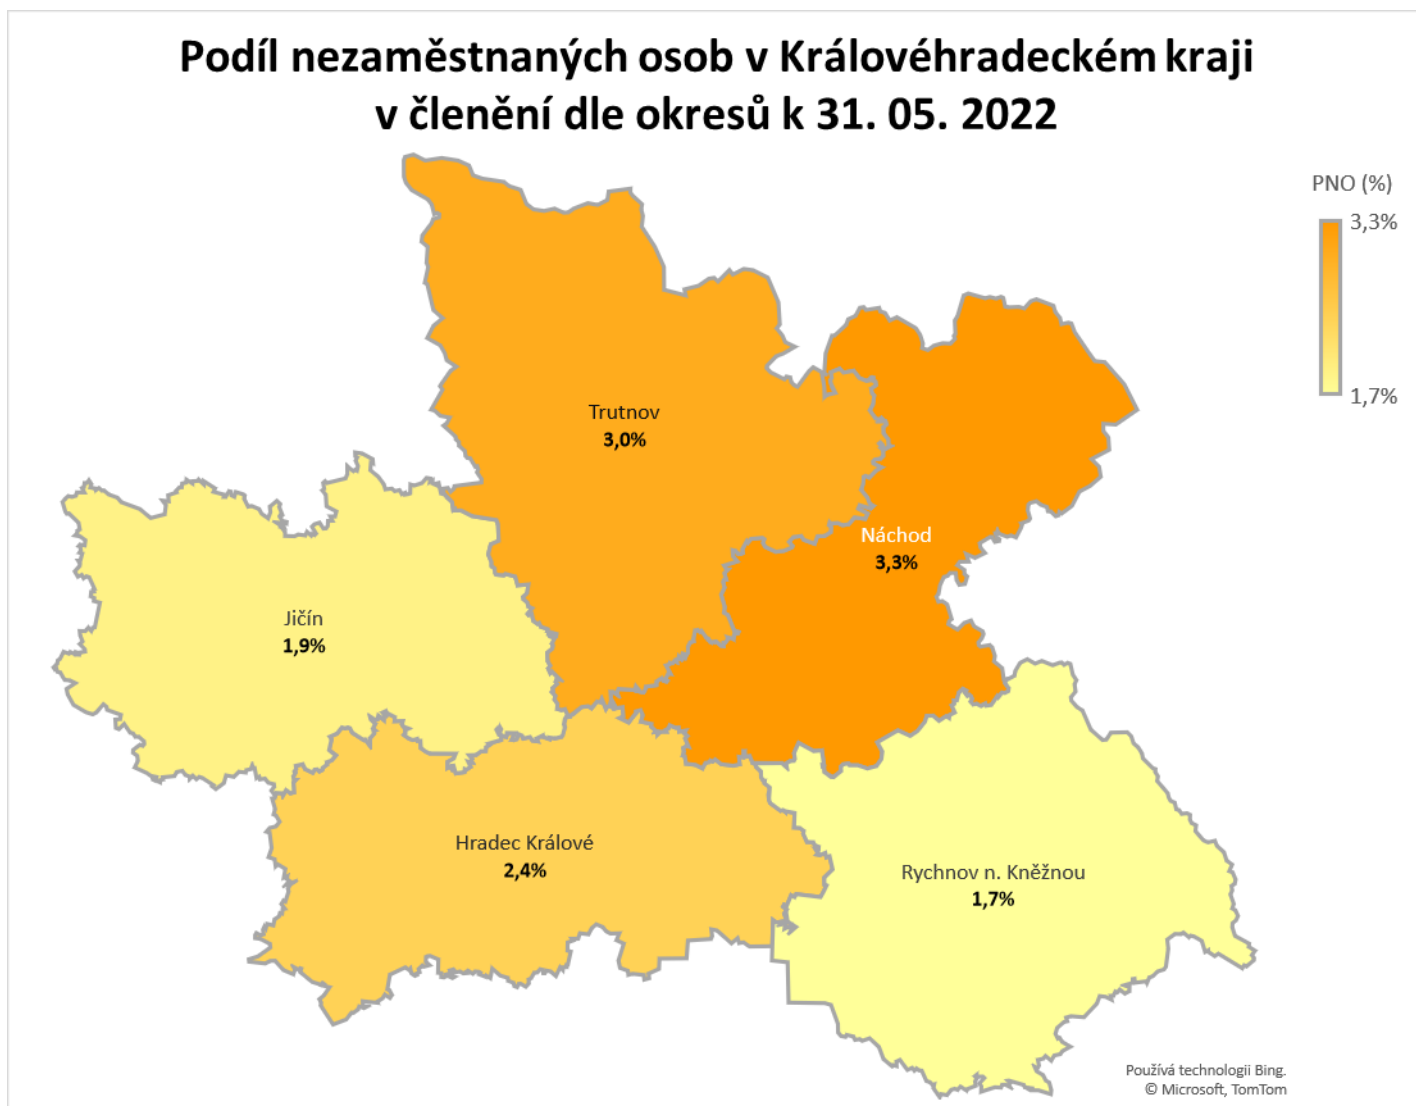 Podíl nezaměstnaných osob v Královéhradeckém kraji
v členění dle okresů k 31. 05. 2022
PNO (%)
3,3%
1,7%
Trutnov
3,0%
Náchod
3,3%
Jičín
1,9%
Hradec Králové
2,4%
Rychnov n. Kněžnou
1,7%
Používá technologii Bing.
© Microsoft, TomTom